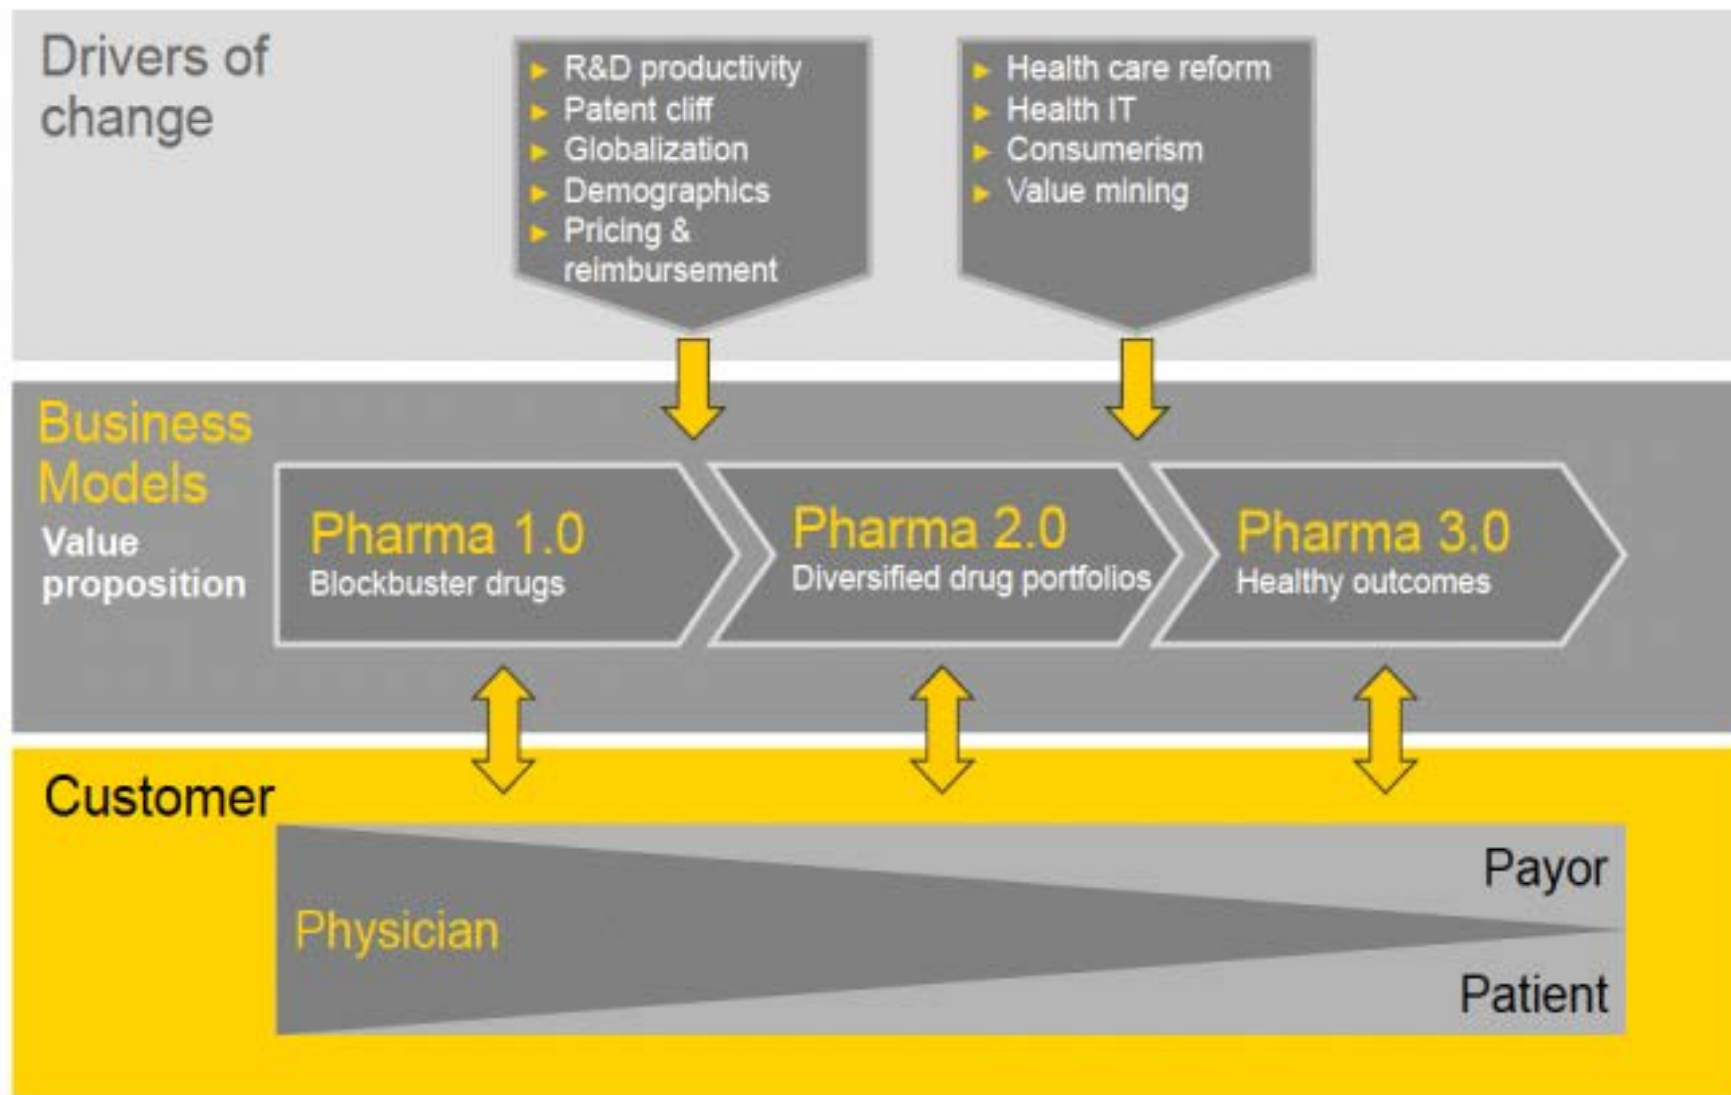 Drivers of
change
R&D productivity
Patent cliff
Globalization
Demographics
Pricing &
reimbursement
Health care reform
Health IT
Consumerism
Value mining
Business
Models
Value
proposition
Pharma 1.0
Blockbuster drugs
Pharma 2.0
Diversified drug portfolios
Pharma 3.0
Healthy outcomes
Customer
Physician
Payor
Patient